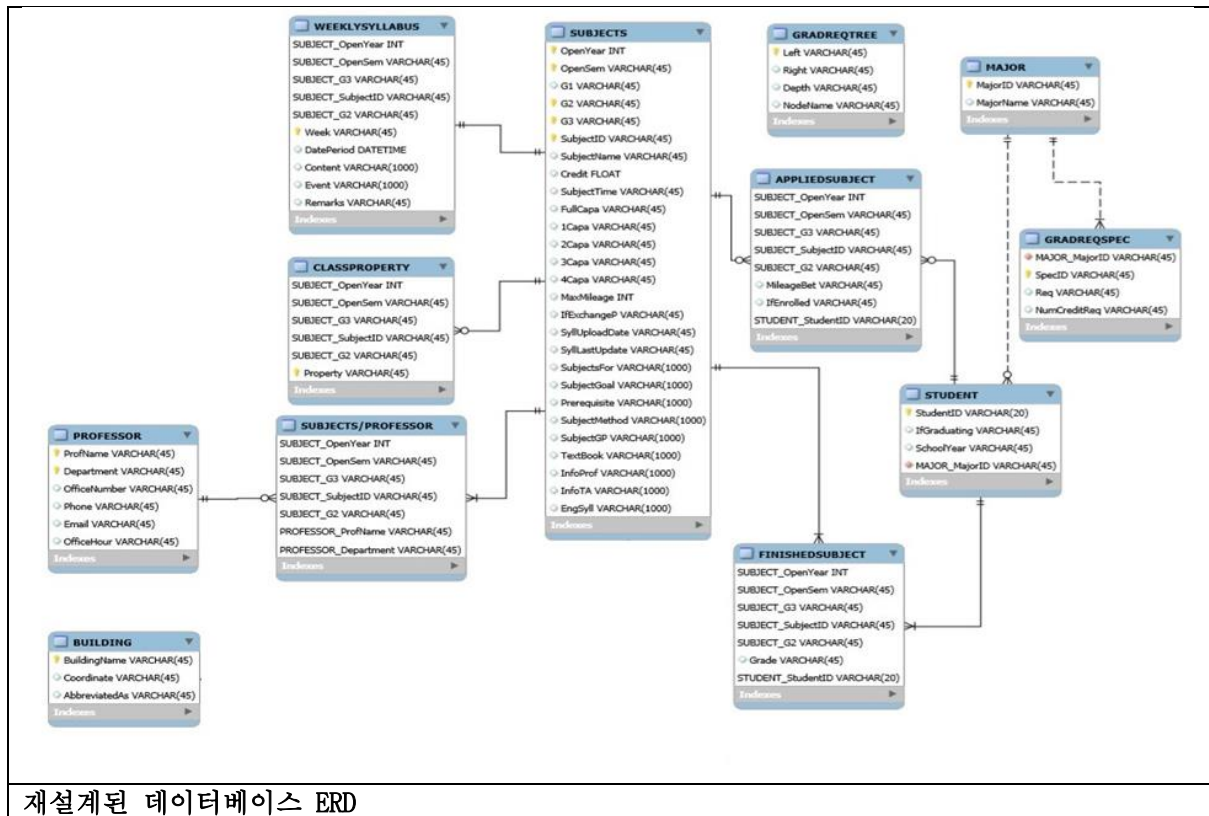 WEEKLYSYLLABUS
SUBJECT_OpenYear INT
SUBJECT_OpenSem VARCHAR(45)
SUBJECT_G3 VARCHAR(45)
SUBJECT_SubjectID VARCHAR(45)
SUBJECT_G2 VARCHAR(45)
Week VARCHAR(45)
DatePeriod DATETIME
Content VARCHAR(1000)
Event VARCHAR(1000)
Remarks VARCHAR(45)
Indexes
CLASSPROPERTY
SUBJECT_OpenYear INT
SUBJECT_OpenSem VARCHAR(45)
SUBJECT_G3 VARCHAR(45)
SUBJECT_SubjectID VARCHAR(45)
SUBJECT_G2 VARCHAR(45)
Property VARCHAR(45)
Indexes
SUBJECTS/PROFESSOR
SUBJECT_OpenYear INT
SUBJECT_OpenSem VARCHAR(45)
SUBJECT_G3 VARCHAR(45)
SUBJECT_SubjectID VARCHAR(45)
SUBJECT_G2 VARCHAR(45)
PROFESSOR_ProfName VARCHAR(45)
PROFESSOR_Department VARCHAR(45)
Indexes
PROFESSOR
ProfName VARCHAR(45)
Department VARCHAR(45)
OfficeNumber VARCHAR(45)
Phone VARCHAR(45)
Email VARCHAR(45)
OfficeHour VARCHAR(45)
Indexes
BUILDING
BuildingName VARCHAR(45)
Coordinate VARCHAR(45)
AbbreviatedAs VARCHAR(45)
Indexes
SUBJECTS
OpenYear INT
OpenSem VARCHAR(45)
G1 VARCHAR(45)
G2 VARCHAR(45)
G3 VARCHAR(45)
SubjectID VARCHAR(45)
SubjectName VARCHAR(45)
Credit FLOAT
SubjectTime VARCHAR(45)
FullCapa VARCHAR(45)
1Capa VARCHAR(45)
2Capa VARCHAR(45)
3Capa VARCHAR(45)
4Capa VARCHAR(45)
MaxMileage INT
IfExchangeP VARCHAR(45)
SyllUploadDate VARCHAR(45)
SyllLastUpdate VARCHAR(45)
SubjectsFor VARCHAR(1000)
SubjectGoal VARCHAR(1000)
Prerequisite VARCHAR(1000)
SubjectMethod VARCHAR(1000)
SubjectGP VARCHAR(1000)
TextBook VARCHAR(1000)
InfoProf VARCHAR(1000)
InfoTA VARCHAR(1000)
EngSyll VARCHAR(1000)
Indexes
GRADREQTREE
Left VARCHAR(45)
Right VARCHAR(45)
Depth VARCHAR(45)
NodeName VARCHAR(45)
Indexes
MAJOR
MajorID VARCHAR(45)
MajorName VARCHAR(45)
Indexes
APPLIEDSUBJECT
SUBJECT_OpenYear INT
SUBJECT_OpenSem VARCHAR(45)
SUBJECT_G3 VARCHAR(45)
SUBJECT_SubjectID VARCHAR(45)
SUBJECT_G2 VARCHAR(45)
MileageBet VARCHAR(45)
IfEnrolled VARCHAR(45)
STUDENT_StudentID VARCHAR(20)
Indexes
GRADREQSPEC
MAJOR_MajorID VARCHAR(45)
SpecID VARCHAR(45)
Req VARCHAR(45)
NumCreditReq VARCHAR(45)
Indexes
STUDENT
StudentID VARCHAR(20)
IfGraduating VARCHAR(45)
SchoolYear VARCHAR(45)
MAJOR_MajorID VARCHAR(45)
Indexes
FINISHEDSUBJECT
SUBJECT_OpenYear INT
SUBJECT_OpenSem VARCHAR(45)
SUBJECT_G3 VARCHAR(45)
SUBJECT_SubjectID VARCHAR(45)
SUBJECT_G2 VARCHAR(45)
Grade VARCHAR(45)
STUDENT_StudentID VARCHAR(20)
Indexes
재설계된 데이터베이스 ERD